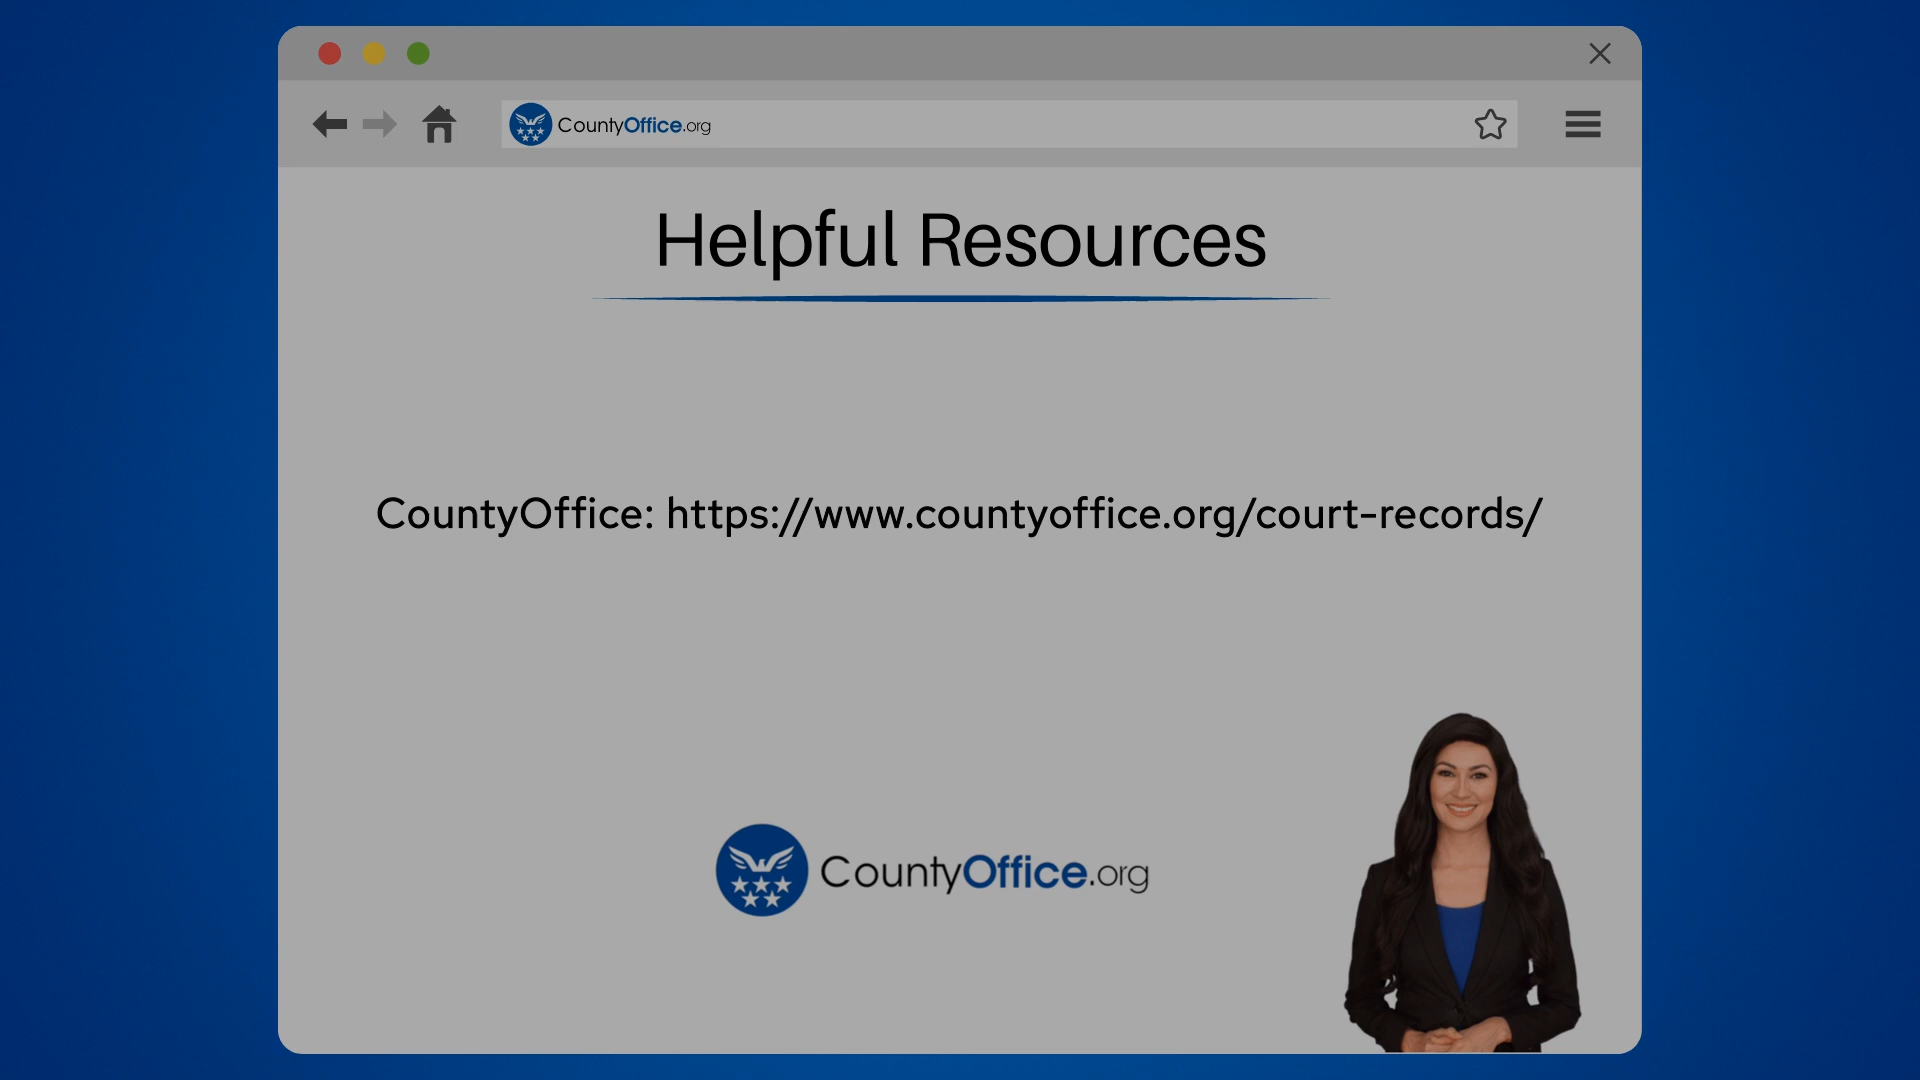 CountyOffice.org
Helpful Resources
CountyOffice: https://www.countyoffice.org/court-records/
CountyOffice.org